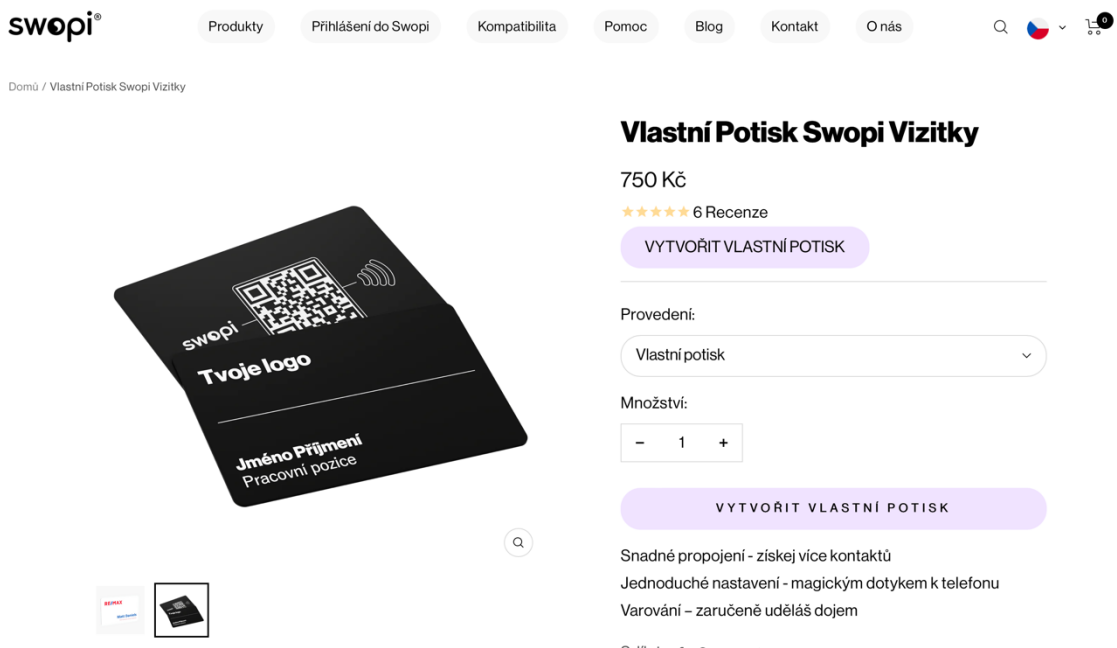 swopi®
Produkty
Přihlášení do Swopi
Kompatibilita
Pomoc
Blog
Kontakt
O nás
0
Domů / Vlastní Potisk Swopi Vizitky
Vlastní Potisk Swopi Vizitky
750 Kč
6 Recenze
VYTVOŘIT VLASTNÍ POTISK
swopi
Tvoje logo
Jméno Příjmení
Pracovní pozice
Provedení:
Vlastní potisk
Množství:
− 1 +
VYTVOŘIT VLASTNÍ POTISK
Snadné propojení - získej více kontaktů
Jednoduché nastavení - magickým dotykem k telefonu
Varování – zaručeně uděláš dojem
RE/MAX